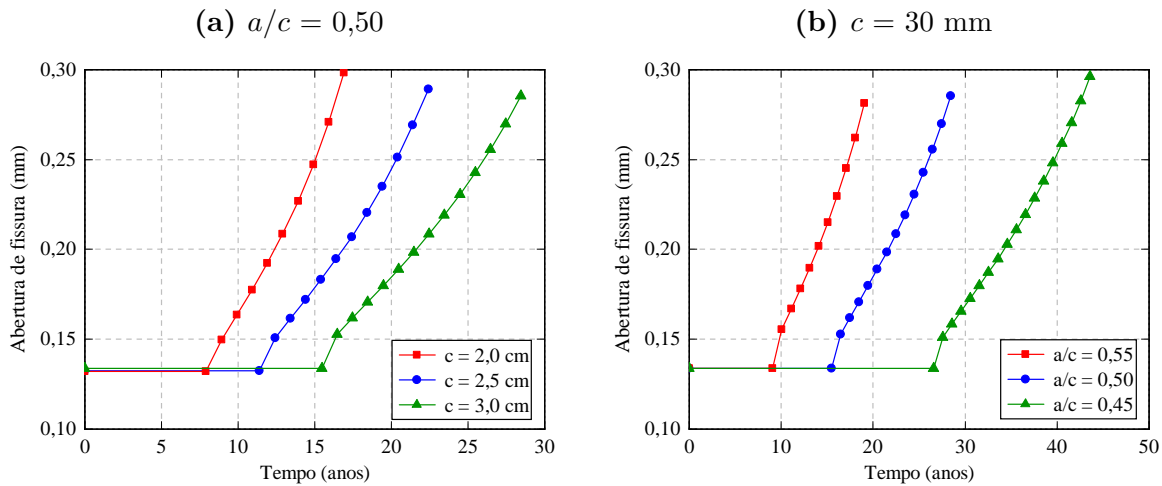 (a) a/c = 0,50
Abertura de fissura (mm)
0,30
0,25
0,20
0,15
0,10
0 5 10 15 20 25 30
Tempo (anos)
c = 2,0 cm
c = 2,5 cm
c = 3,0 cm
(b) c = 30 mm
Abertura de fissura (mm)
0,30
0,25
0,20
0,15
0,10
0 10 20 30 40 50
Tempo (anos)
a/c = 0,55
a/c = 0,50
a/c = 0,45